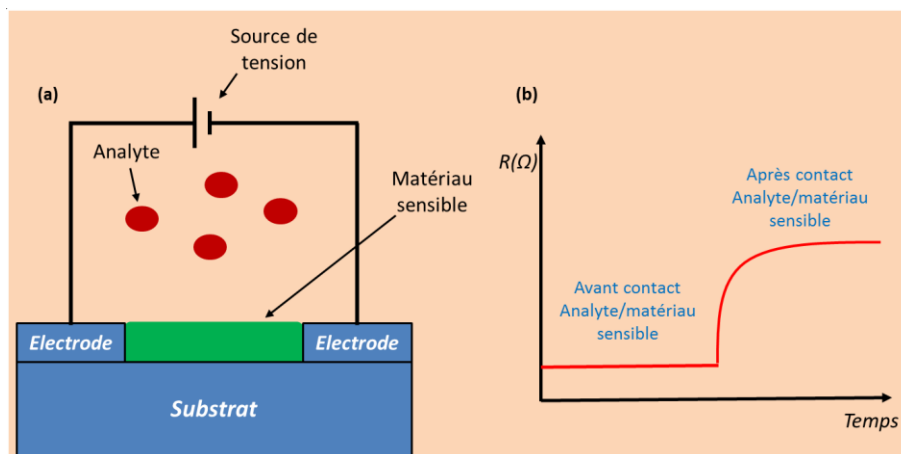 Source de
tension
(a)
Analyte
Matériau
sensible
Electrode
Electrode
Substrat
(b)
R(Ω)
Après contact
Analyte/matériau
sensible
Avant contact
Analyte/matériau
sensible
Temps